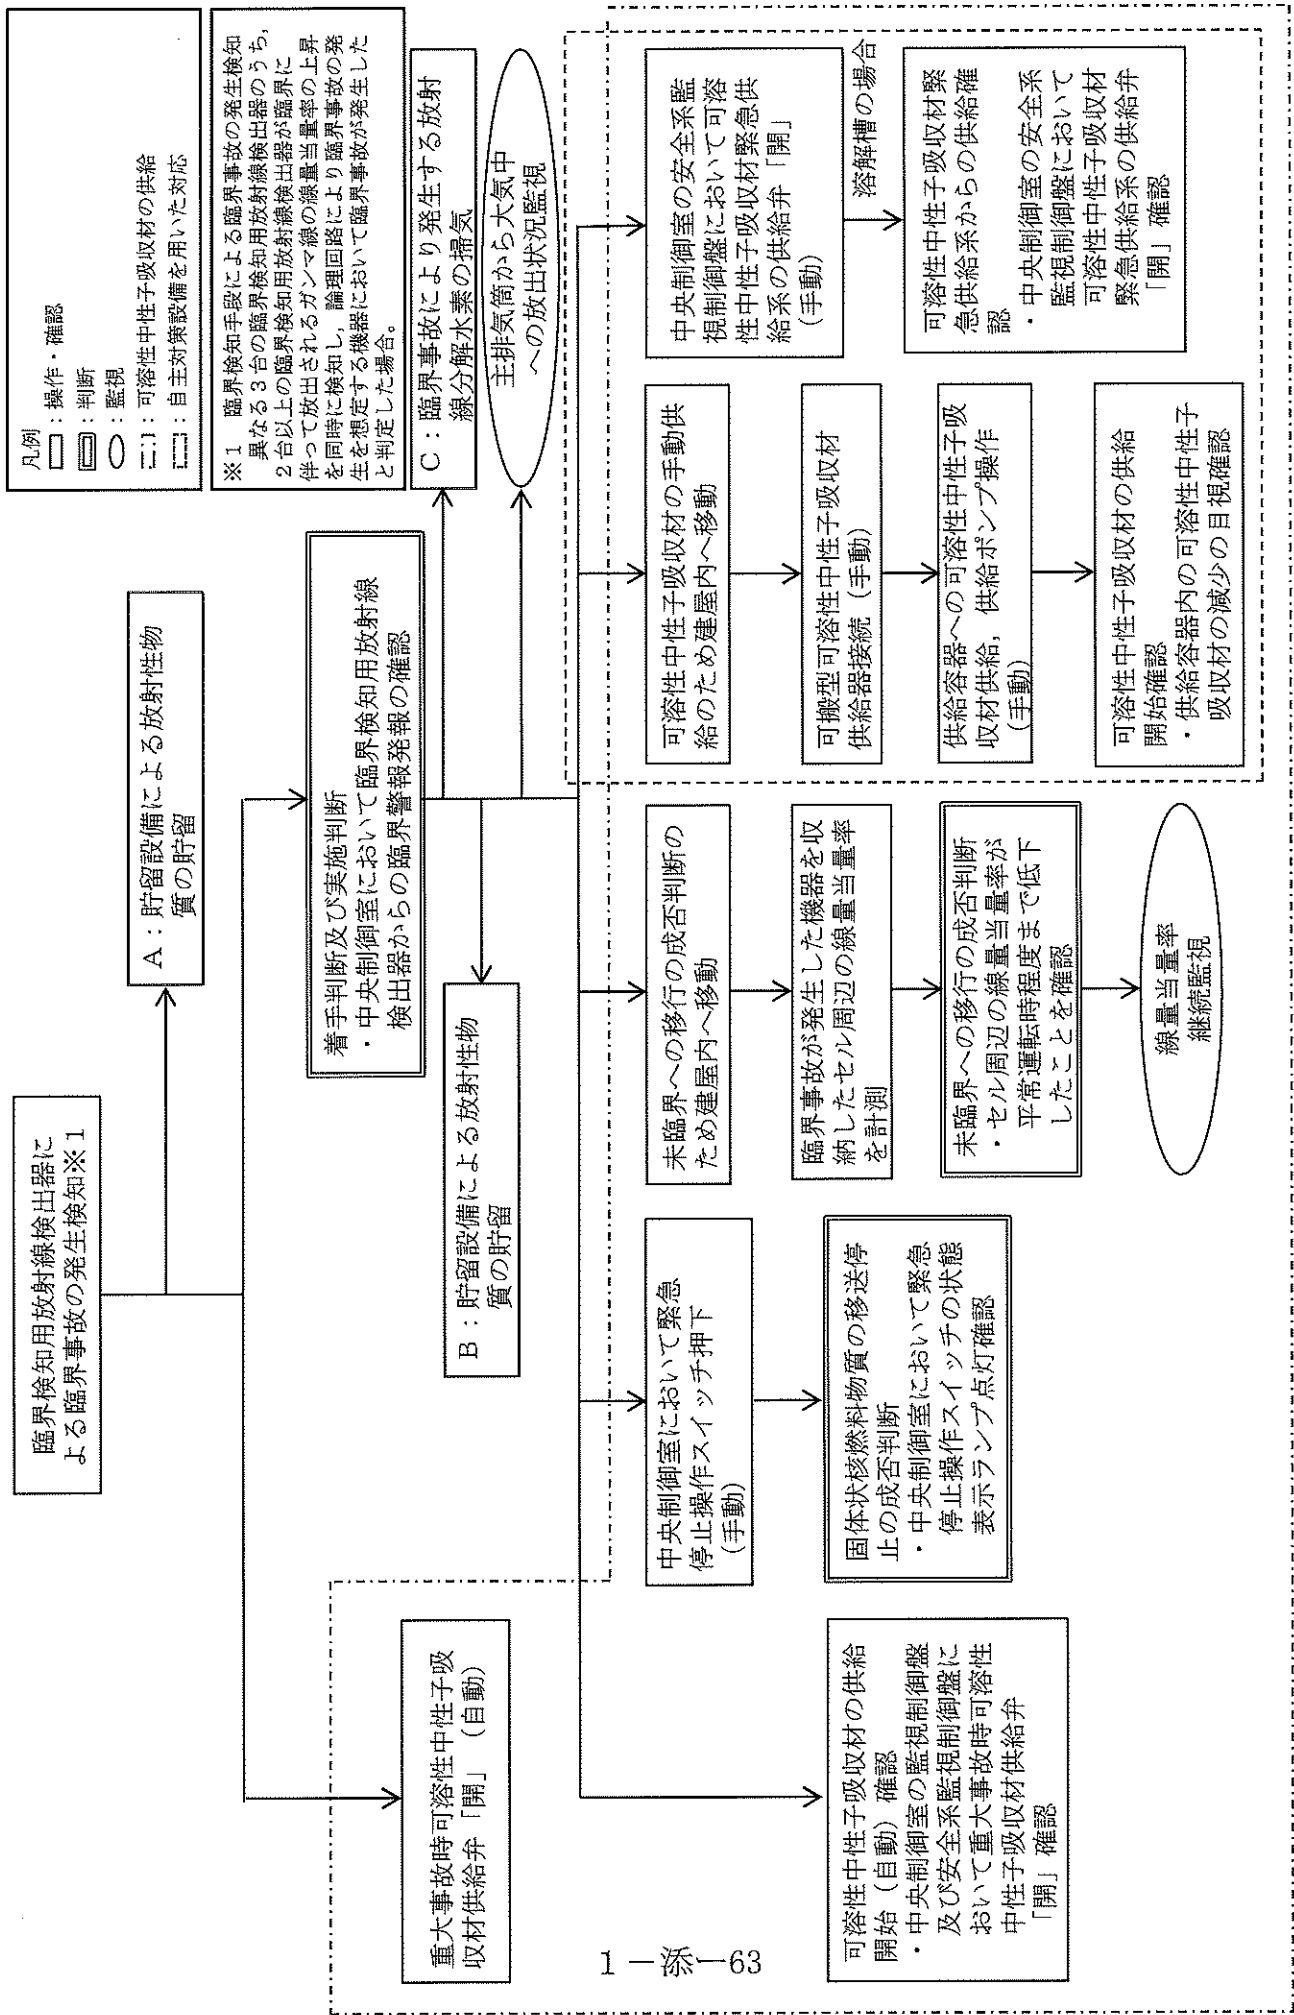 臨界検知用放射線検出器に
よる臨界事故の発生検知※1
凡例
:操作・確認
:判断
:監視
:可溶性中性子吸収材の供給
:自主対策設備を用いた対応
※1 臨界検知手段による臨界事故の発生検知
異なる3台の臨界検知用放射線検出器のうち,
2台以上の臨界検知用放射線検出器が臨界に
伴って放出されるガンマ線の線量当量率の上昇
を同時に検知し,論理回路により臨界事故の発
生を想定する機器において臨界事故が発生した
と判定した場合。
A:貯留設備による放射性物
質の貯留
着手判断及び実施判断
・中央制御室において臨界検知用放射線
検出器からの臨界警報発報の確認
C:臨界事故により発生する放射
線分解水素の掃気
主排気筒から大気中
への放出状況監視
B:貯留設備による放射性物
質の貯留
重大事故時可溶性中性子吸
収材供給弁「開」(自動)
可溶性中性子吸収材の供給
開始(自動)確認
・中央制御室の監視制御盤
及び安全系監視制御盤に
おいて重大事故時可溶性
中性子吸収材供給弁
「開」確認
中央制御室において緊急
停止操作スイッチ押下
(手動)
固体状核燃料物質の移送停
止の成否判断
・中央制御室において緊急
停止操作スイッチの状態
表示ランプ点灯確認
未臨界への移行の成否判断の
ため建屋内へ移動
臨界事故が発生した機器を収
納したセル周辺の線量当量率
を計測
未臨界への移行の成否判断
・セル周辺の線量当量率が
平常運転時程度まで低下
したことを確認
線量当量率
継続監視
可溶性中性子吸収材の手動供
給のため建屋内へ移動
可搬型可溶性中性子吸収材
供給器接続(手動)
供給容器への可溶性中性子吸
収材供給,供給ポンプ操作
(手動)
可溶性中性子吸収材の供給
開始確認
・供給容器内の可溶性中性子
吸収材の減少の目視確認
中央制御室の安全系監
視制御盤において可溶
性中性子吸収材緊急供
給系の供給弁「開」
(手動)
溶解槽の場合
可溶性中性子吸収材緊
急供給系からの供給確
認
・中央制御室の安全系
監視制御盤において
可溶性中性子吸収材
緊急供給系の供給弁
「開」確認
1-添-63